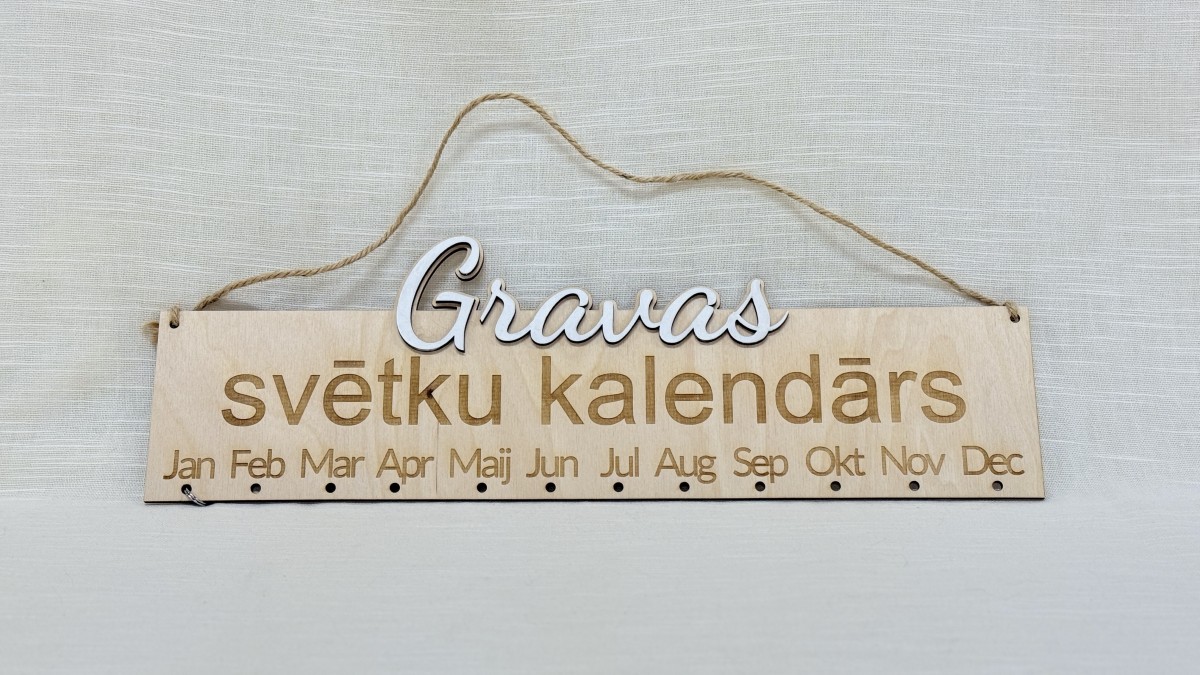 Gravas
svētku kalendārs
Jan Feb Mar Apr Maij Jun Jul Aug Sep Okt Nov Dec